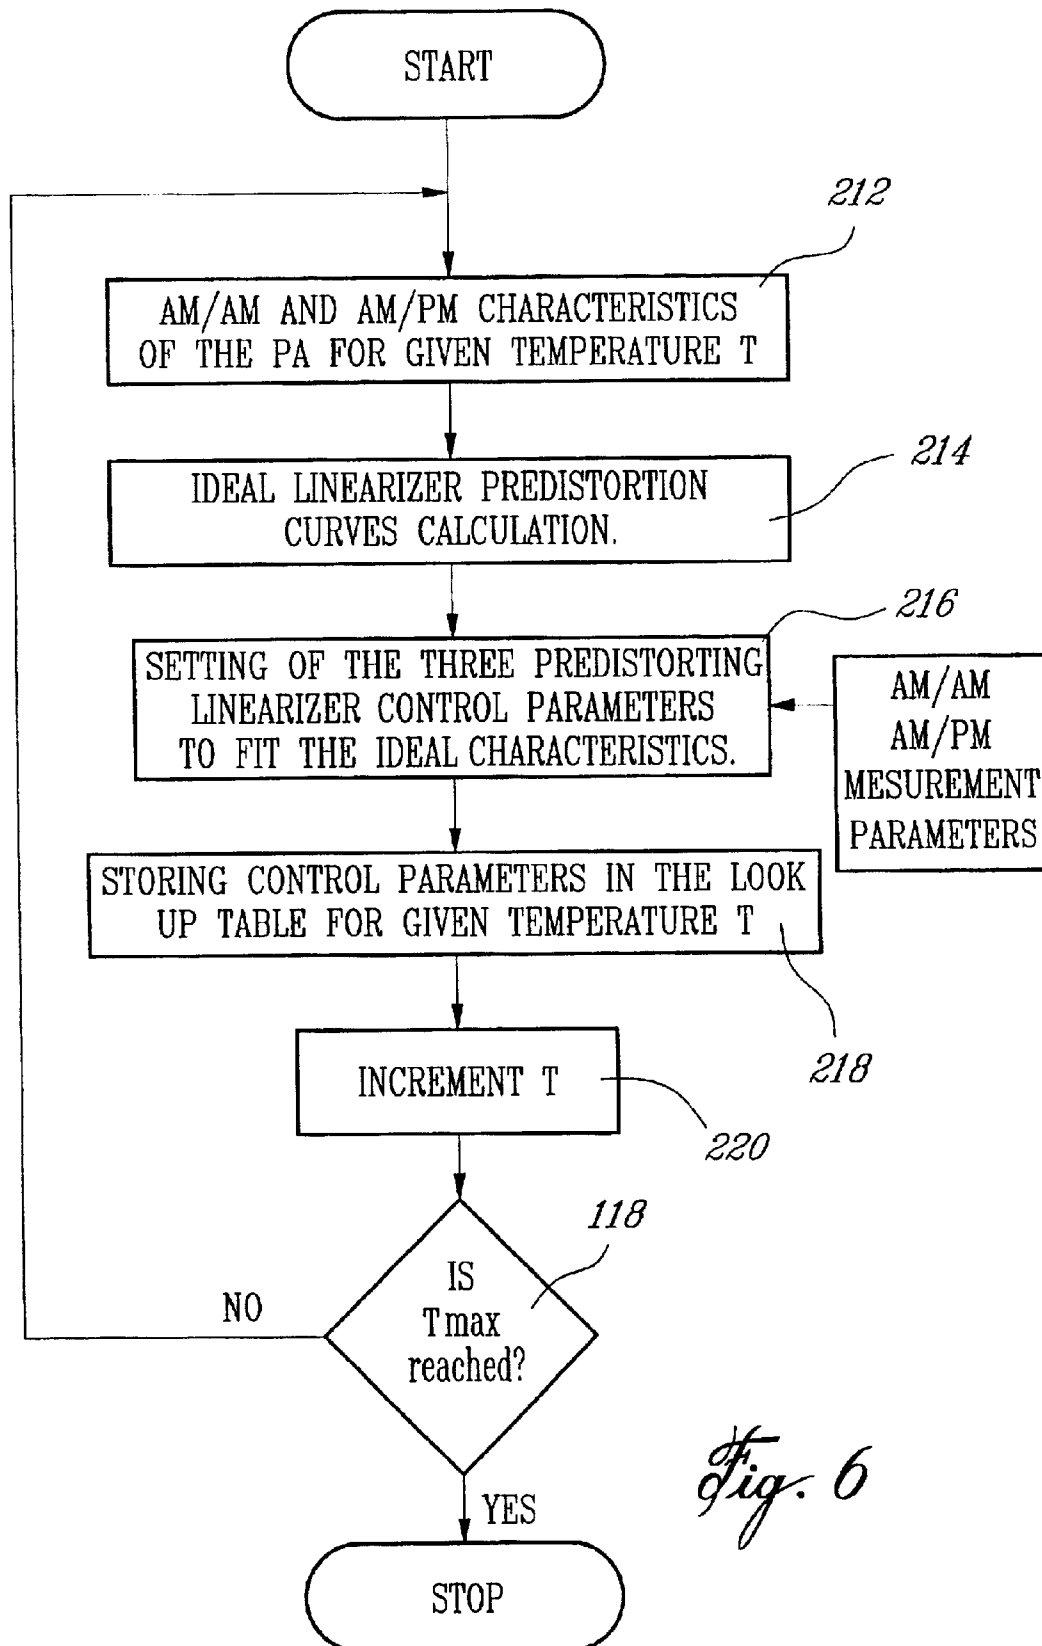 START
212
AM/AM AND AM/PM CHARACTERISTICS
OF THE PA FOR GIVEN TEMPERATURE T
214
IDEAL LINEARIZER PREDISTORTION
CURVES CALCULATION.
216
SETTING OF THE THREE PREDISTORTING
LINEARIZER CONTROL PARAMETERS
TO FIT THE IDEAL CHARACTERISTICS.
AM/AM
AM/PM
MESUREMENT
PARAMETERS
STORING CONTROL PARAMETERS IN THE LOOK
UP TABLE FOR GIVEN TEMPERATURE T
218
INCREMENT T
220
118
IS
Tmax
reached?
NO
YES
STOP
Fig. 6